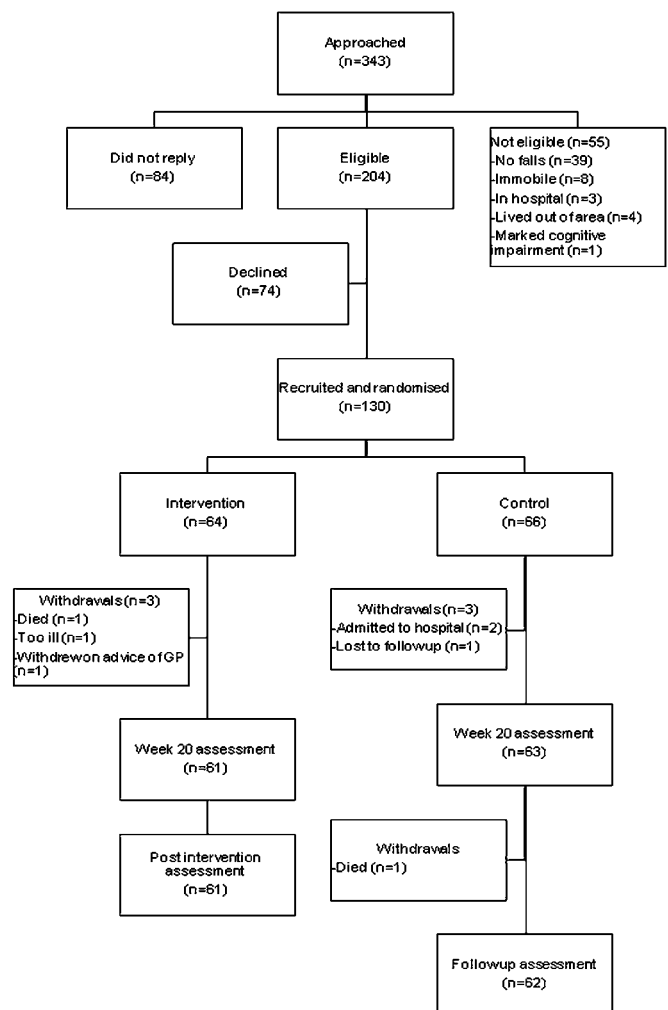 Approached
(n=343)
Did not reply
(n=84)
Eligible
(n=204)
Not eligible (n=55)
-No falls (n=39)
-Immobile (n=8)
-In hospital (n=3)
-Lived out of area (n=4)
-Marked cognitive
impairment (n=1)
Declined
(n=74)
Recruited and randomised
(n=130)
Intervention
(n=64)
Control
(n=66)
Withdrawals (n=3)
-Died (n=1)
-Too ill (n=1)
-Withdrew on advice of GP
(n=1)
Withdrawals (n=3)
-Admitted to hospital (n=2)
-Lost to followup (n=1)
Week 20 assessment
(n=61)
Week 20 assessment
(n=63)
Post intervention
assessment
(n=61)
Withdrawals
-Died (n=1)
Followup assessment
(n=62)